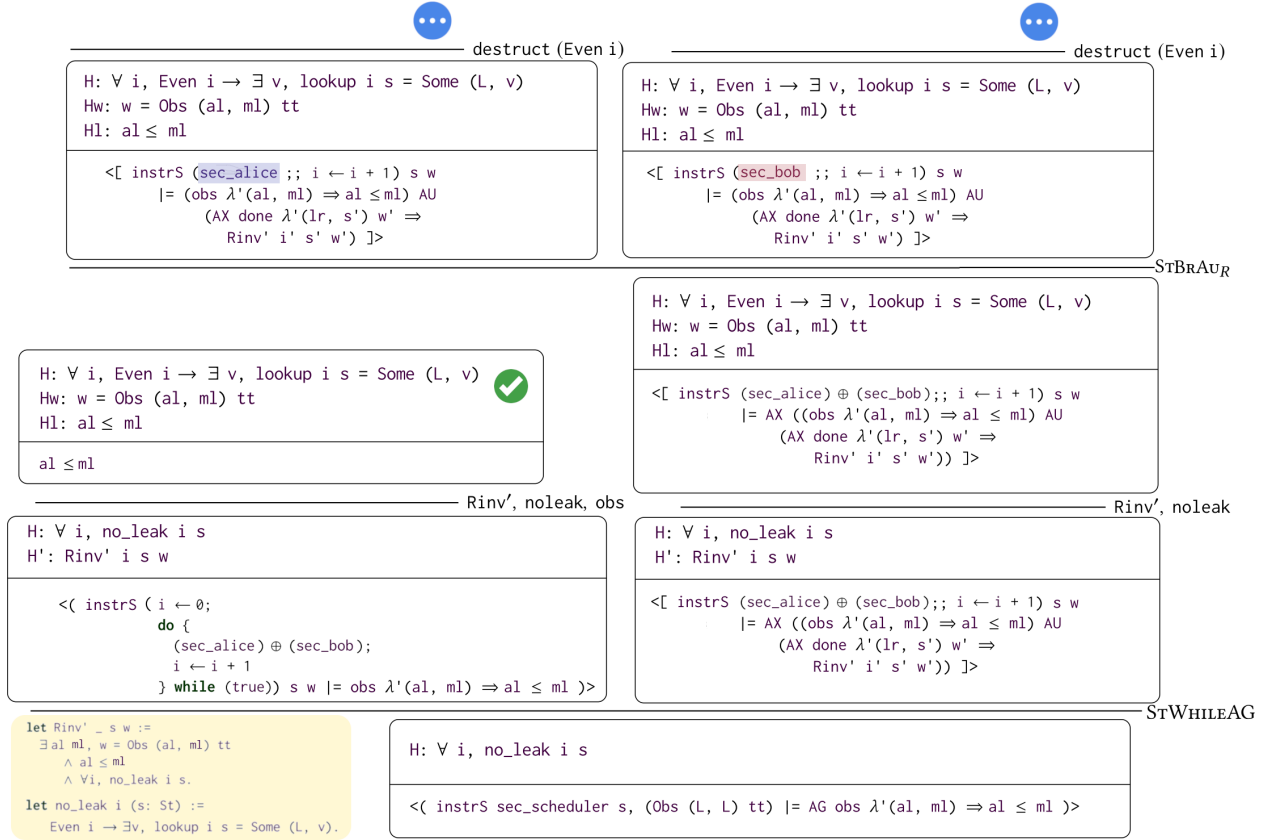 destruct (Even i)
H: ∀ i, Even i → ∃ v, lookup i s = Some (L, v)
Hw: w = Obs (al, ml) tt
Hl: al ≤ ml
<[ instrS (sec_alice ;; i ← i + 1) s w
|= (obs λ'(al, ml) ⇒ al ≤ml) AU
(AX done λ'(lr, s') w' ⇒
Rinv' i' s' w') ]>
destruct (Even i)
H: ∀ i, Even i → ∃ v, lookup i s = Some (L, v)
Hw: w = Obs (al, ml) tt
Hl: al ≤ ml
<[ instrS (sec_bob ;; i ← i + 1) s w
|= (obs λ'(al, ml) ⇒ al ≤ ml) AU
(AX done λ'(lr, s') w' ⇒
Rinv' i' s' w') ]>
StBrAu_R
H: ∀ i, Even i → ∃ v, lookup i s = Some (L, v)
Hw: w = Obs (al, ml) tt
Hl: al ≤ ml
al ≤ ml
Rinv′, noleak, obs
H: ∀ i, Even i → ∃ v, lookup i s = Some (L, v)
Hw: w = Obs (al, ml) tt
Hl: al ≤ ml
<[ instrS (sec_alice) ⊕ (sec_bob);; i ← i + 1) s w
|= AX ((obs λ'(al, ml) ⇒ al ≤ ml) AU
(AX done λ'(lr, s') w' ⇒
Rinv' i' s' w')) ]>
Rinv′, noleak
H: ∀ i, no_leak i s
H': Rinv' i s w
<( instrS ( i ← 0;
do {
(sec_alice) ⊕ (sec_bob);
i ← i + 1
} while (true)) s w |= obs λ'(al, ml) ⇒ al ≤ ml )>
H: ∀ i, no_leak i s
H': Rinv' i s w
<[ instrS (sec_alice) ⊕ (sec_bob);; i ← i + 1) s w
|= AX ((obs λ'(al, ml) ⇒ al ≤ ml) AU
(AX done λ'(lr, s') w' ⇒
Rinv' i' s' w')) ]>
StWhileAG
let Rinv' _ s w :=
∃ al ml, w = Obs (al, ml) tt
∧ al ≤ ml
∧ ∀i, no_leak i s.
let no_leak i (s: St) :=
Even i → ∃v, lookup i s = Some (L, v).
H: ∀ i, no_leak i s
<( instrS sec_scheduler s, (Obs (L, L) tt) |= AG obs λ'(al, ml) ⇒ al ≤ ml )>